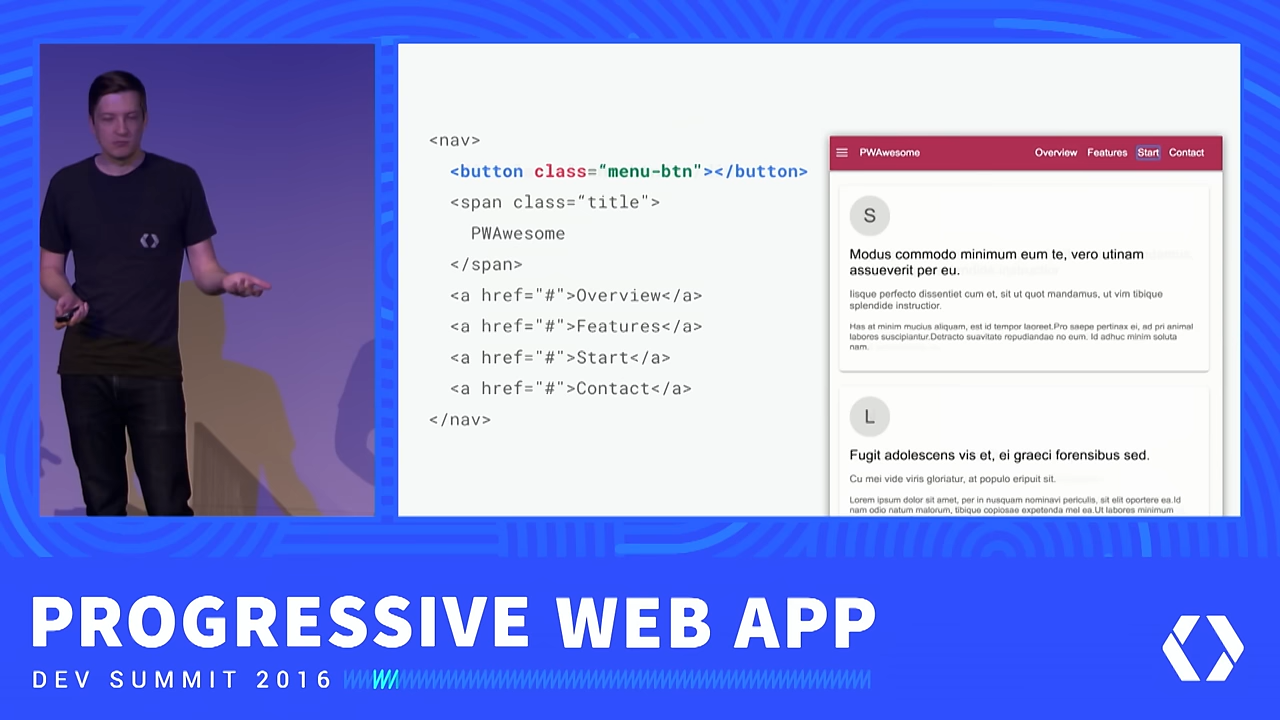 <nav>
<button class="menu-btn"></button>
<span class="title">
PWAwesome
</span>
<a href="#">Overview</a>
<a href="#">Features</a>
<a href="#">Start</a>
<a href="#">Contact</a>
</nav>
PWAwesome Overview Features Start Contact
S
Modus commodo minimum eum te, vero utinam
assueverit per eu.
Iisque perfecto dissentiet cum et, sit ut quot mandamus, ut vim tibique
splendide instructior.
Has at minim mucius aliquam, est id tempor laoreet.Pro saepe pertinax ei, ad pri animal
labores suscipiantur.Detracto suavitate repudiandae no eum. Id adhuc minim soluta
nam.
L
Fugit adolescens vis et, ei graeci forensibus sed.
Cu mei vide viris gloriatur, at populo eripuit sit.
Lorem ipsum dolor sit amet, per in nusquam nominavi periculis, sit elit oportere ea.Id
nam odio natum malorum, tibique copiosae expetenda mel ea.Ut labores minimum
PROGRESSIVE WEB APP
DEV SUMMIT 2016